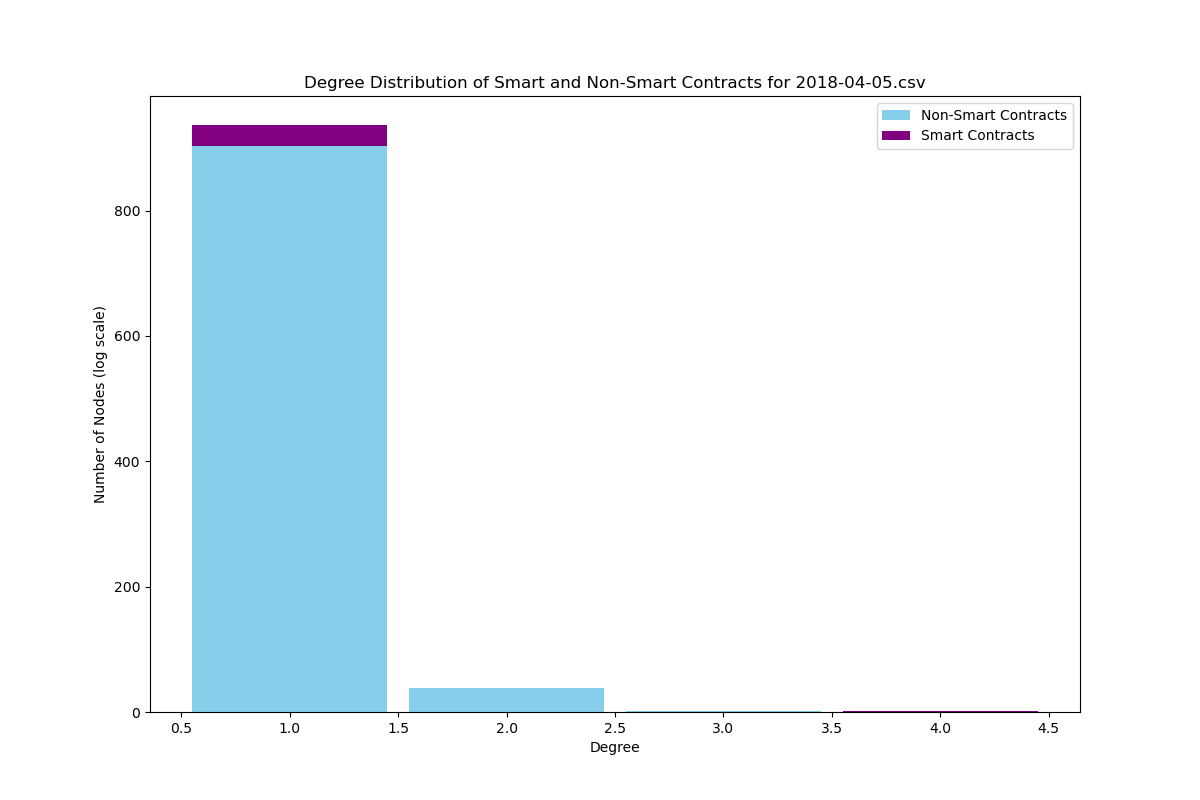 Degree Distribution of Smart and Non-Smart Contracts for 2018-04-05.csv
Non-Smart Contracts
Smart Contracts
800
600
400
200
0
Number of Nodes (log scale)
0.5 1.0 1.5 2.0 2.5 3.0 3.5 4.0 4.5
Degree